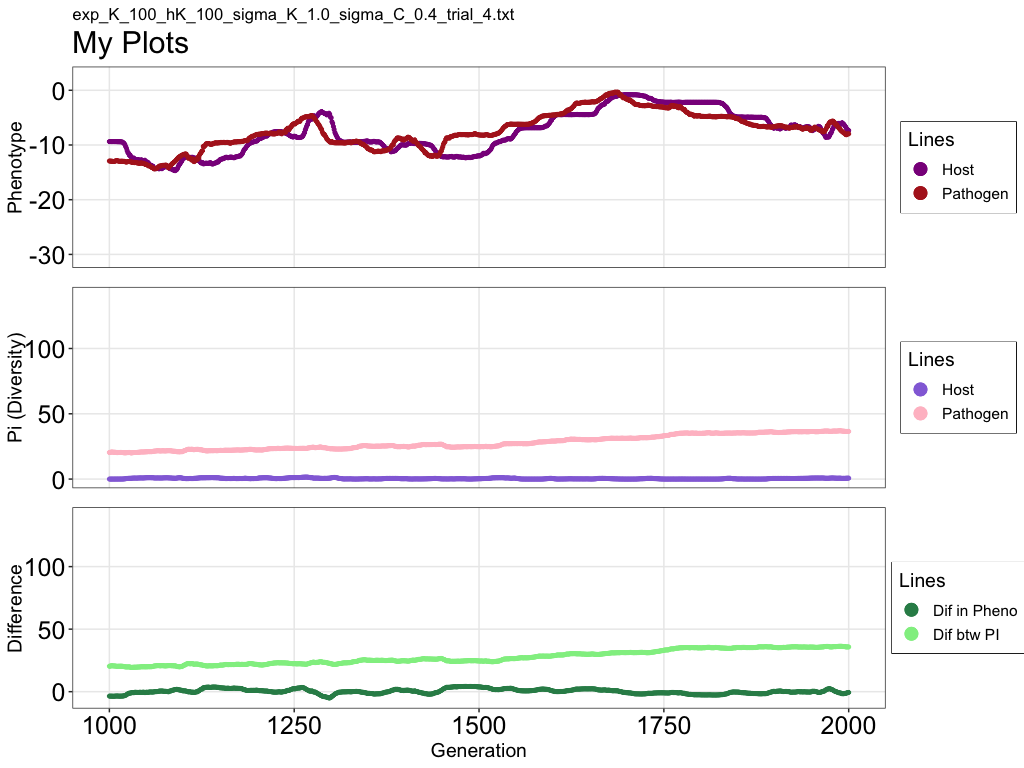 exp_K_100_hK_100_sigma_K_1.0_sigma_C_0.4_trial_4.txt
My Plots
Phenotype
0
-10
-20
-30
Lines
Host
Pathogen
Pi (Diversity)
100
50
0
Lines
Host
Pathogen
Difference
100
50
0
Lines
Dif in Pheno
Dif btw PI
1000 1250 1500 1750 2000
Generation